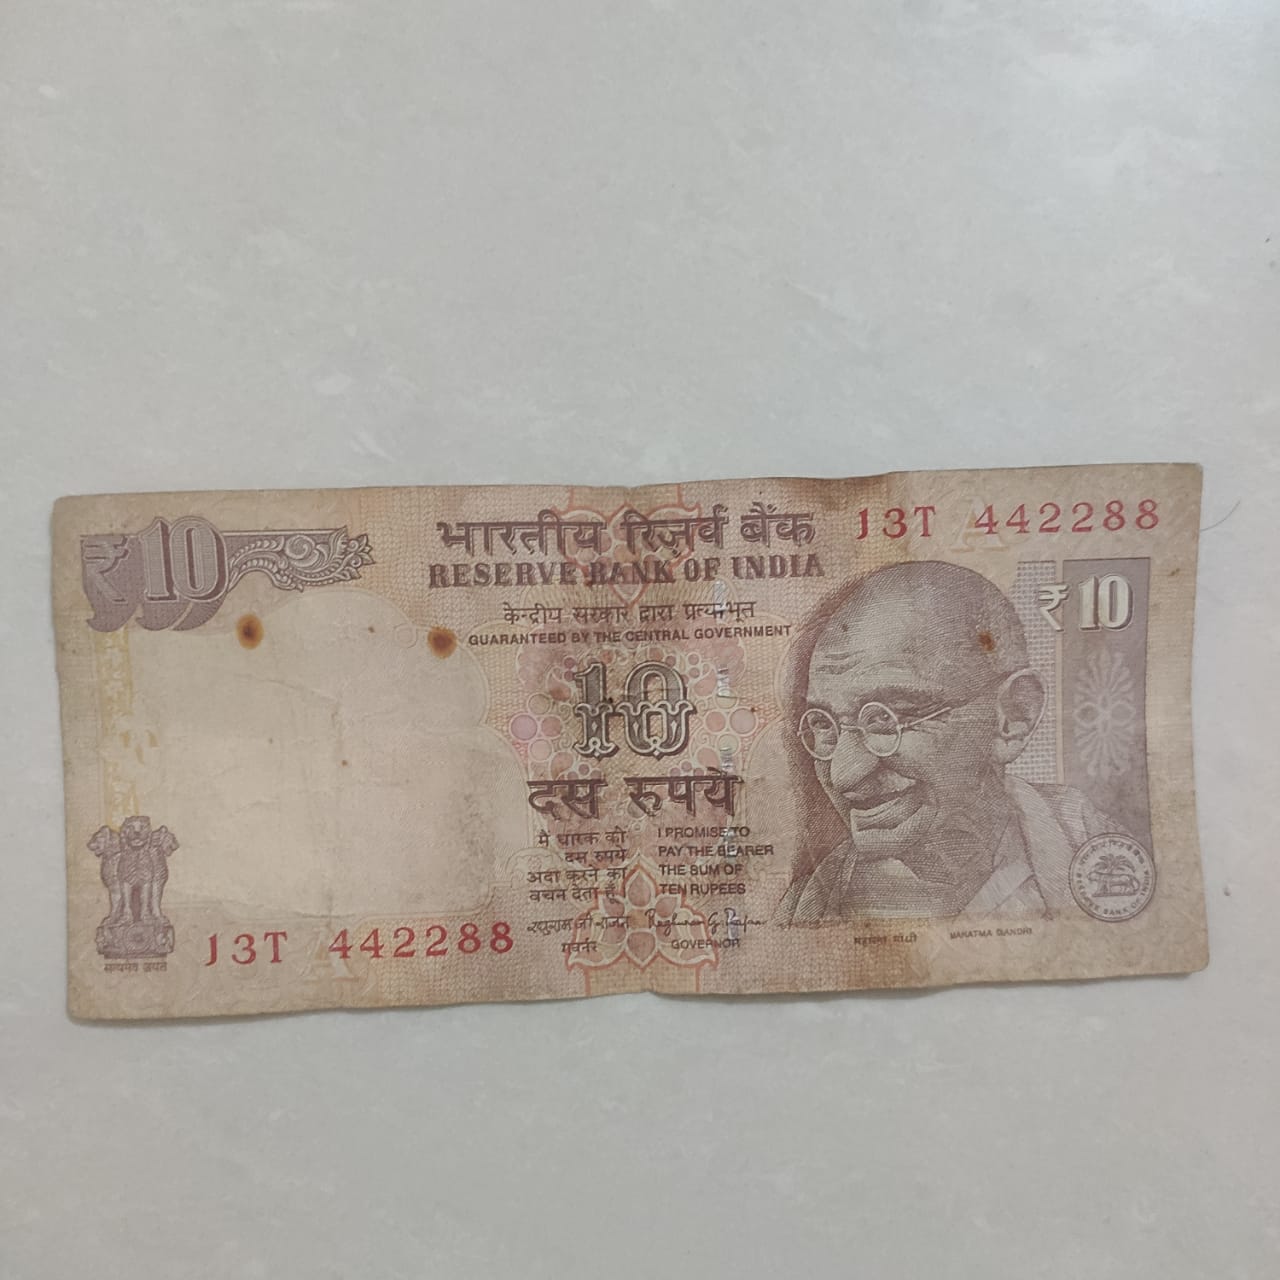 ₹10
भारतीय रिज़र्व बैंक
RESERVE BANK OF INDIA
13T 442288
केन्द्रीय सरकार द्वारा प्रत्याभूत
GUARANTEED BY THE CENTRAL GOVERNMENT
₹10
10
दस रुपये
मैं धारक को
दस रुपये
अदा करने का
वचन देता हूँ
I PROMISE TO
PAY THE BEARER
THE SUM OF
TEN RUPEES
रघुराम जी राजन
गवर्नर
Raghuram G Rajan
GOVERNOR
सत्यमेव जयते
13T 442288
महात्मा गांधी
MAHATMA GANDHI
RESERVE BANK OF INDIA